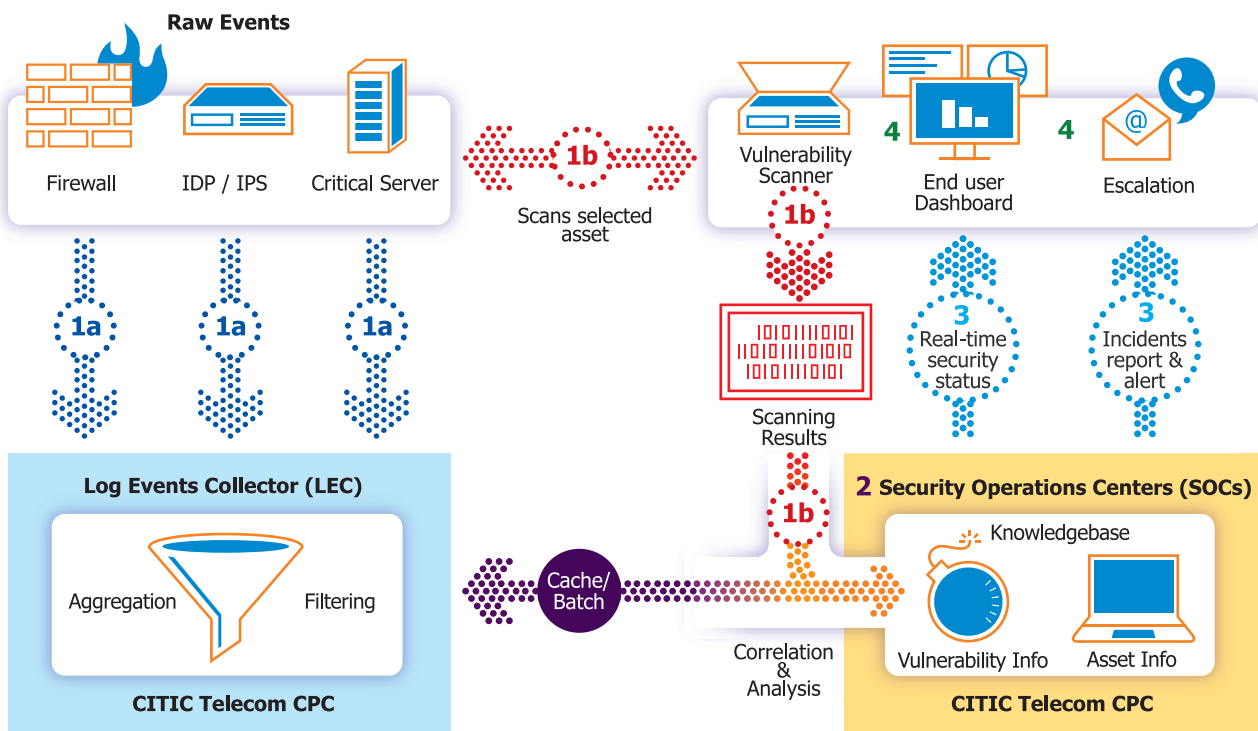 Raw Events
Firewall
IDP / IPS
Critical Server
1b
Scans selected
asset
Vulnerability
Scanner
4
End user
Dashboard
4
@
Escalation
1a
1a
1a
1b
Scanning
Results
3
Real-time
security
status
3
Incidents
report &
alert
Log Events Collector (LEC)
Aggregation
Filtering
CITIC Telecom CPC
Cache/
Batch
1b
Correlation
&
Analysis
2 Security Operations Centers (SOCs)
Knowledgebase
Vulnerability Info
Asset Info
CITIC Telecom CPC